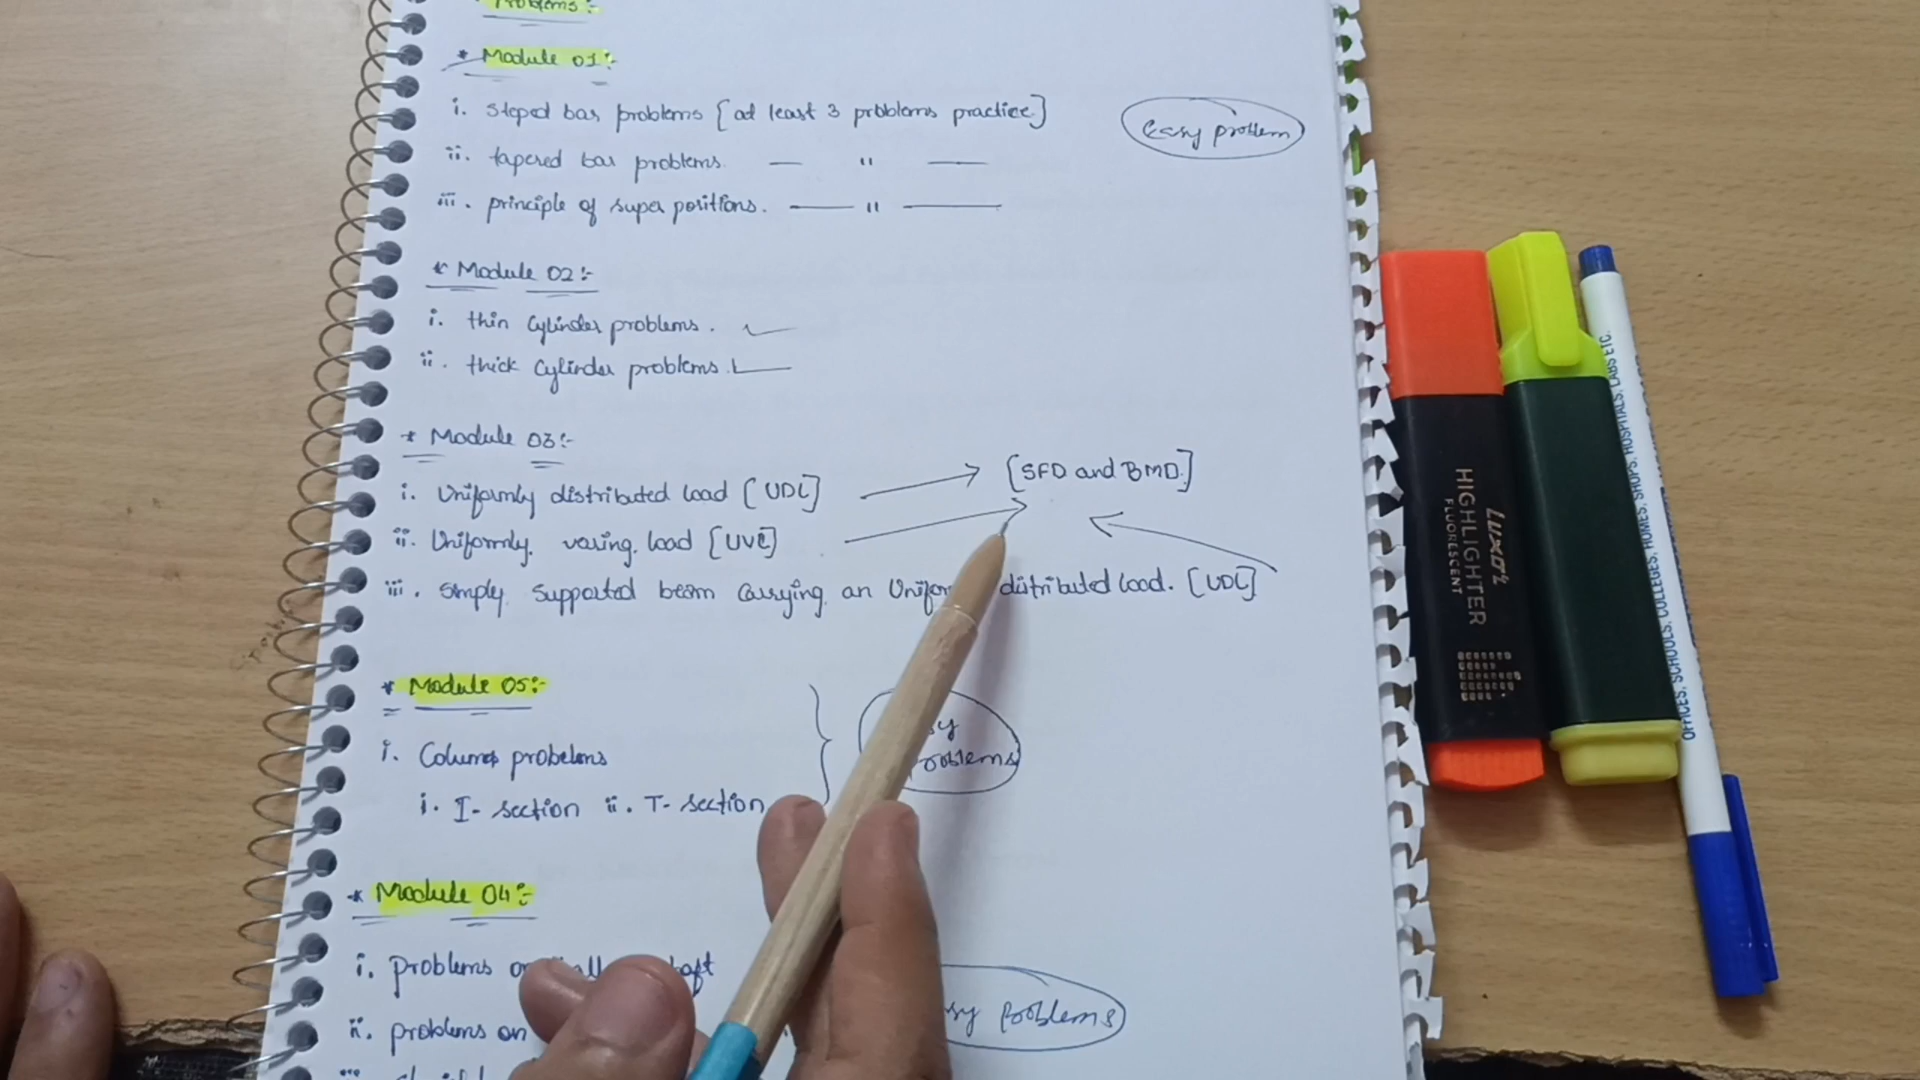 Problems :-
* Module 01:-
i. Steped bar problems [at least 3 problems practice]
easy problem
ii. tapered bar problems. — " —
iii. principle of super positions. — " —
* Module 02:-
i. thin Cylinder problems.
ii. thick Cylinder problems.
* Module 03:-
i. Uniformly distributed load [UDL] → [SFD and BMD.]
ii. Uniformly varing load [UVL]
iii. Simply Supported beam Carrying an distributed load. [UDL]
* Module 05:-
i. Column probelms
i. I-section ii. T-section
problems
* Module 04:-
i. problems
ii. problems on
problems
LUXOR
HIGHLIGHTER
FLUORESCENT
OFFICES, SCHOOLS, COLLEGES, HOMES, SHOPS, HOSPITALS, LABS ETC.